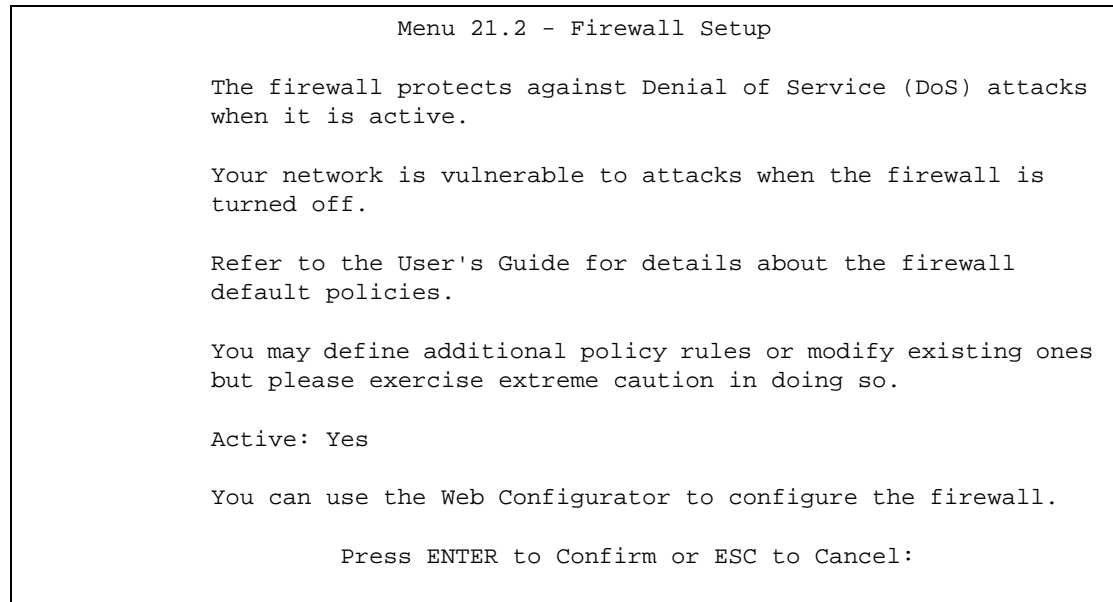 Menu 21.2 - Firewall Setup
The firewall protects against Denial of Service (DoS) attacks
when it is active.
Your network is vulnerable to attacks when the firewall is
turned off.
Refer to the User's Guide for details about the firewall
default policies.
You may define additional policy rules or modify existing ones
but please exercise extreme caution in doing so.
Active: Yes
You can use the Web Configurator to configure the firewall.
Press ENTER to Confirm or ESC to Cancel: